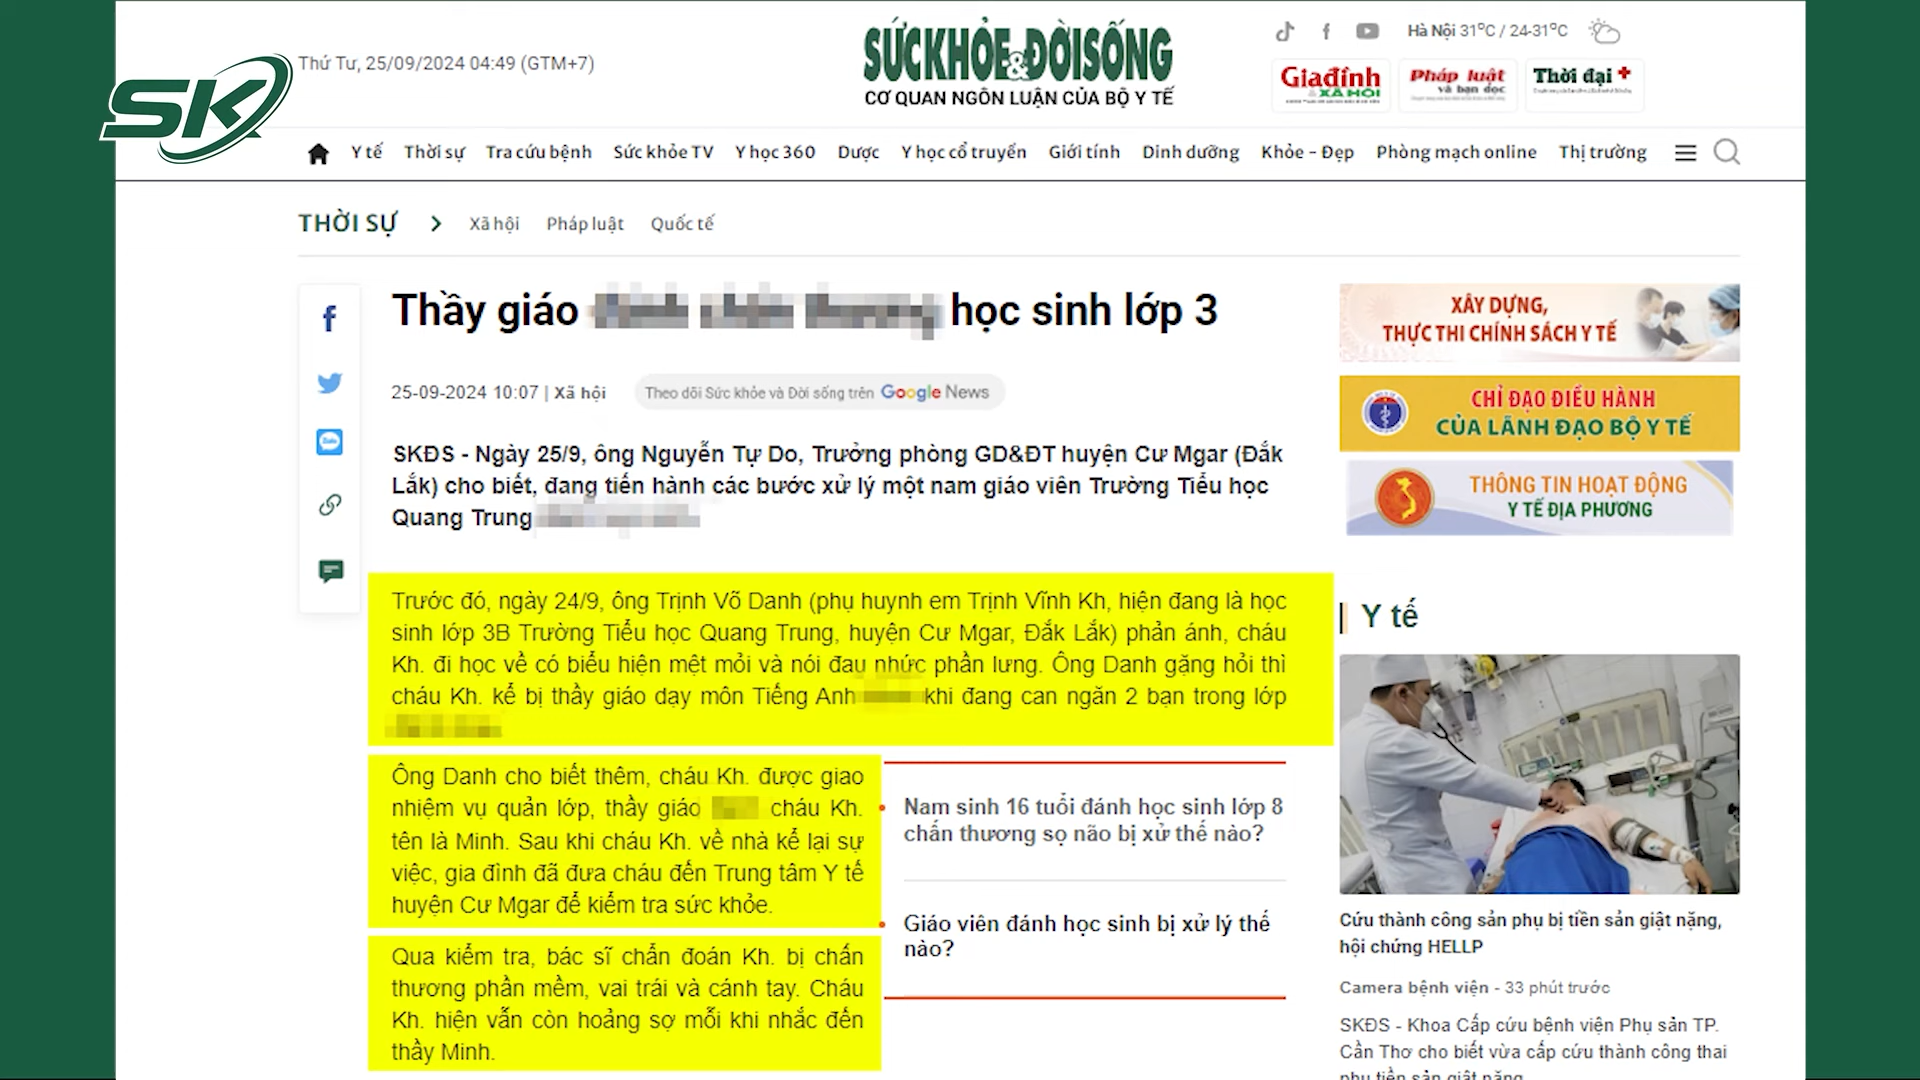 SK
Thứ Tư, 25/09/2024 04:49 (GTM+7)
SỨCKHỎE&ĐỜISỐNG
CƠ QUAN NGÔN LUẬN CỦA BỘ Y TẾ
Hà Nội 31°C / 24-31°C
Giađình
& XÃ HỘI
Pháp luật
và bạn đọc
Thời đại +
Y tế Thời sự Tra cứu bệnh Sức khỏe TV Y học 360 Dược Y học cổ truyền Giới tính Dinh dưỡng Khỏe - Đẹp Phòng mạch online Thị trường
THỜI SỰ > Xã hội Pháp luật Quốc tế
Thầy giáo học sinh lớp 3
25-09-2024 10:07 | Xã hội
Theo dõi Sức khỏe và Đời sống trên Google News
SKĐS - Ngày 25/9, ông Nguyễn Tự Do, Trưởng phòng GD&ĐT huyện Cư Mgar (Đắk
Lắk) cho biết, đang tiến hành các bước xử lý một nam giáo viên Trường Tiểu học
Quang Trung
Trước đó, ngày 24/9, ông Trịnh Võ Danh (phụ huynh em Trịnh Vĩnh Kh, hiện đang là học
sinh lớp 3B Trường Tiểu học Quang Trung, huyện Cư Mgar, Đắk Lắk) phản ánh, cháu
Kh. đi học về có biểu hiện mệt mỏi và nói đau nhức phần lưng. Ông Danh gặng hỏi thì
cháu Kh. kể bị thầy giáo dạy môn Tiếng Anh khi đang can ngăn 2 bạn trong lớp
Ông Danh cho biết thêm, cháu Kh. được giao
nhiệm vụ quản lớp, thầy giáo cháu Kh.
tên là Minh. Sau khi cháu Kh. về nhà kể lại sự
việc, gia đình đã đưa cháu đến Trung tâm Y tế
huyện Cư Mgar để kiểm tra sức khỏe.
Qua kiểm tra, bác sĩ chẩn đoán Kh. bị chấn
thương phần mềm, vai trái và cánh tay. Cháu
Kh. hiện vẫn còn hoảng sợ mỗi khi nhắc đến
thầy Minh.
Nam sinh 16 tuổi đánh học sinh lớp 8
chấn thương sọ não bị xử thế nào?
Giáo viên đánh học sinh bị xử lý thế
nào?
XÂY DỰNG,
THỰC THI CHÍNH SÁCH Y TẾ
CHỈ ĐẠO ĐIỀU HÀNH
CỦA LÃNH ĐẠO BỘ Y TẾ
THÔNG TIN HOẠT ĐỘNG
Y TẾ ĐỊA PHƯƠNG
Y tế
Cứu thành công sản phụ bị tiền sản giật nặng,
hội chứng HELLP
Camera bệnh viện - 33 phút trước
SKĐS - Khoa Cấp cứu bệnh viện Phụ sản TP.
Cần Thơ cho biết vừa cấp cứu thành công thai
phụ tiền sản giật nặng